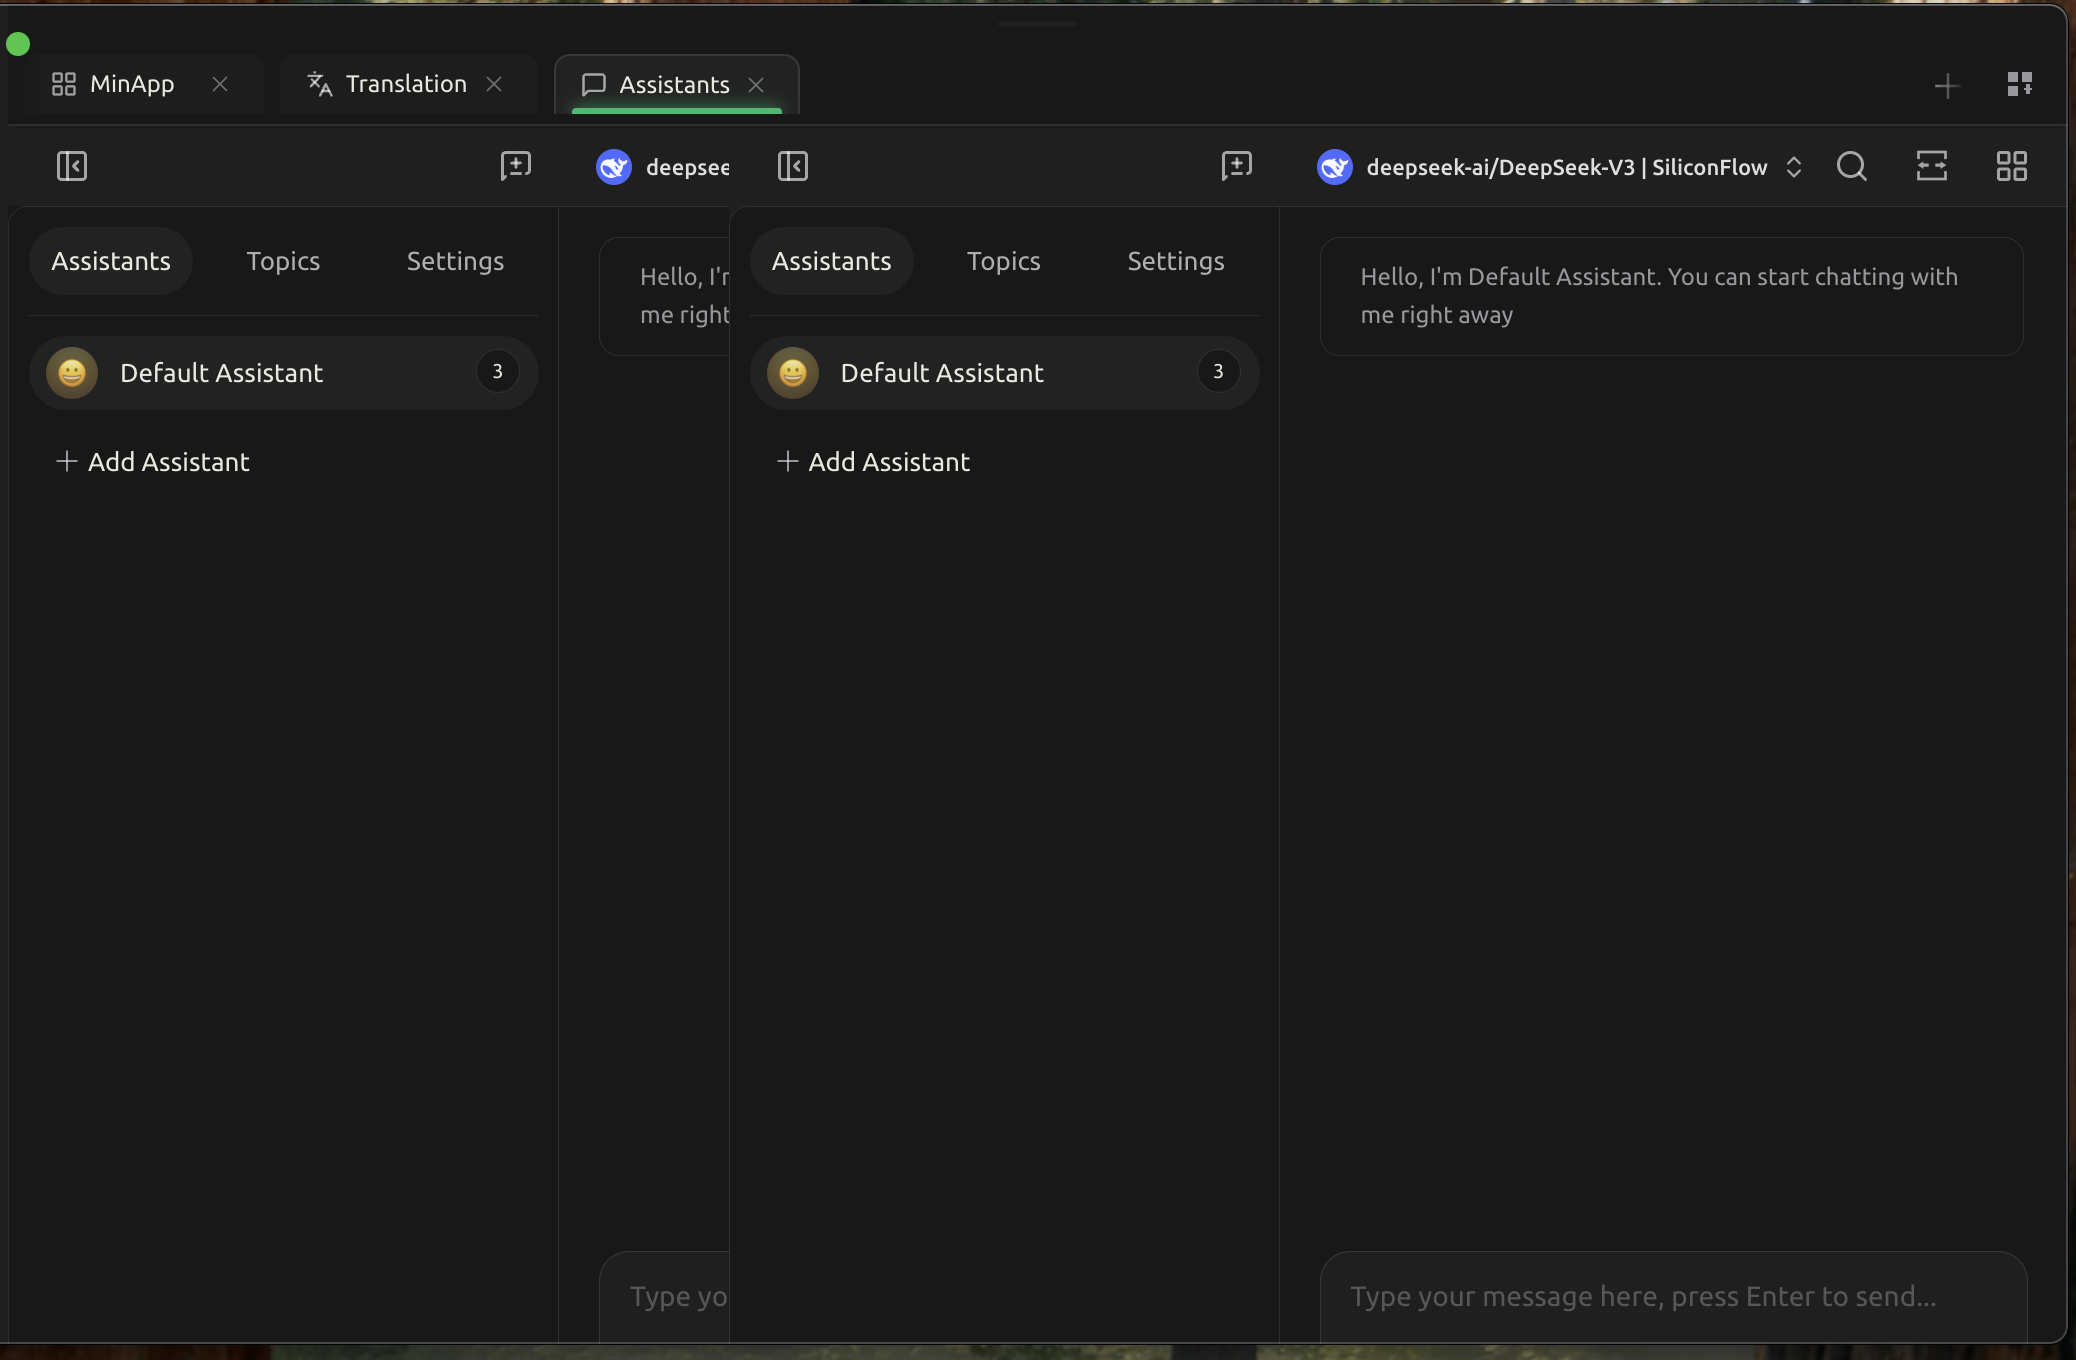 MinApp
Translation
Assistants
deepsee
deepseek-ai/DeepSeek-V3 | SiliconFlow
Assistants
Topics
Settings
Hello, I'm
me right
Default Assistant
3
Add Assistant
Type yo
Assistants
Topics
Settings
Default Assistant
3
Add Assistant
Hello, I'm Default Assistant. You can start chatting with
me right away
Type your message here, press Enter to send...